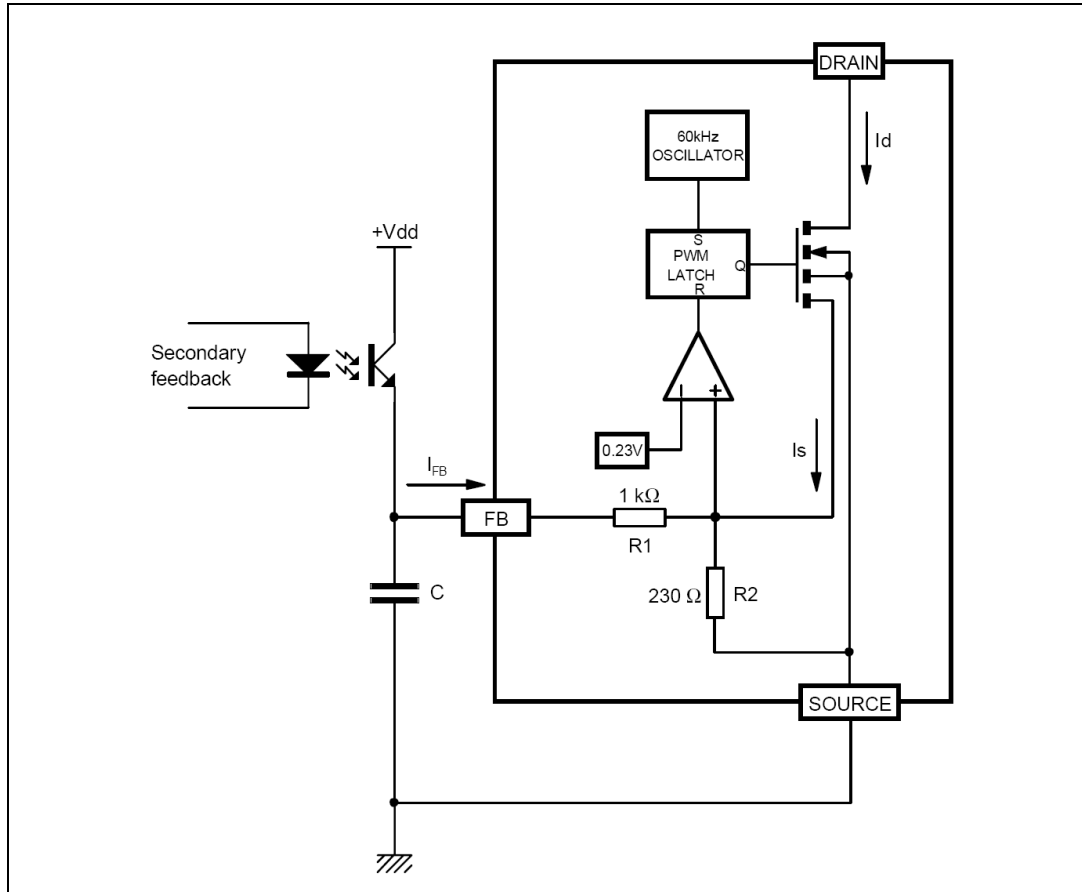 DRAIN
60kHz
OSCILLATOR
Id
+Vdd
S
PWM
LATCH
Q
R
Secondary
feedback
- +
0.23V
Is
I_FB
1 kΩ
FB
R1
C
230 Ω
R2
SOURCE